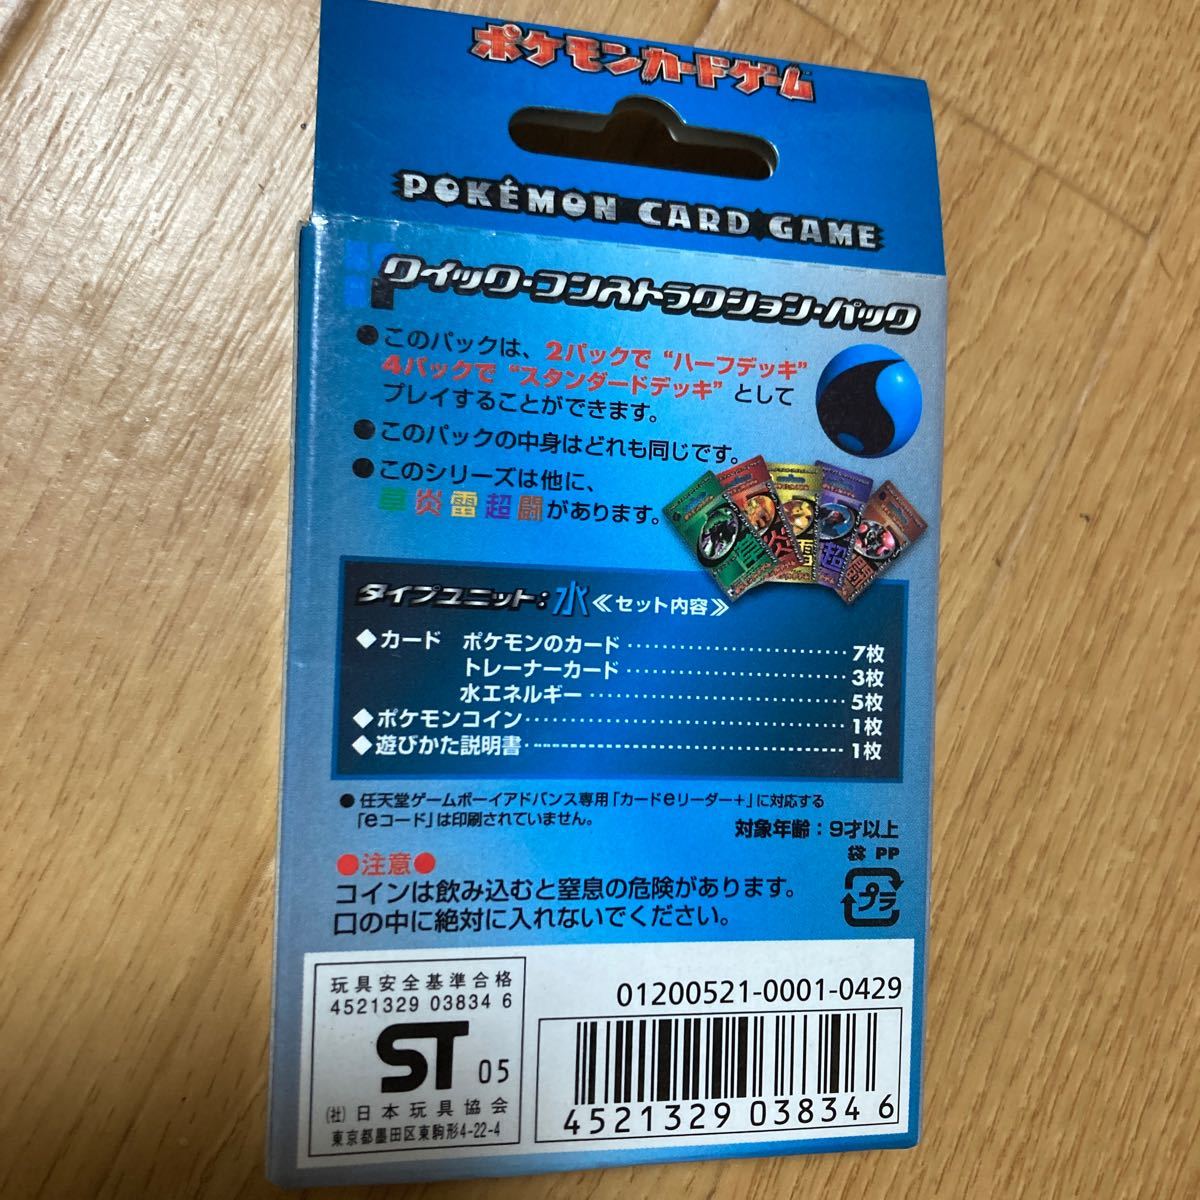 ポケモンカードゲーム
POKÉMON CARD GAME
クイック・コンストラクション・パック
●このパックは、2パックで“ハーフデッキ”
4パックで“スタンダードデッキ”として
プレイすることができます。
●このパックの中身はどれも同じです。
●このシリーズは他に、
草炎雷超闘があります。
タイプユニット：水≪セット内容≫
◆カード ポケモンのカード 7枚
トレーナーカード 3枚
水エネルギー 5枚
◆ポケモンコイン 1枚
◆遊びかた説明書 1枚
●任天堂ゲームボーイアドバンス専用「カードeリーダー+」に対応する
「eコード」は印刷されていません。
対象年齢：9才以上
袋 PP
プラ
●注意●
コインは飲み込むと窒息の危険があります。
口の中に絶対に入れないでください。
玩具安全基準合格
4521329 03834 6
ST 05
(社)日本玩具協会
東京都墨田区東駒形4-22-4
01200521-0001-0429
4521329 038346